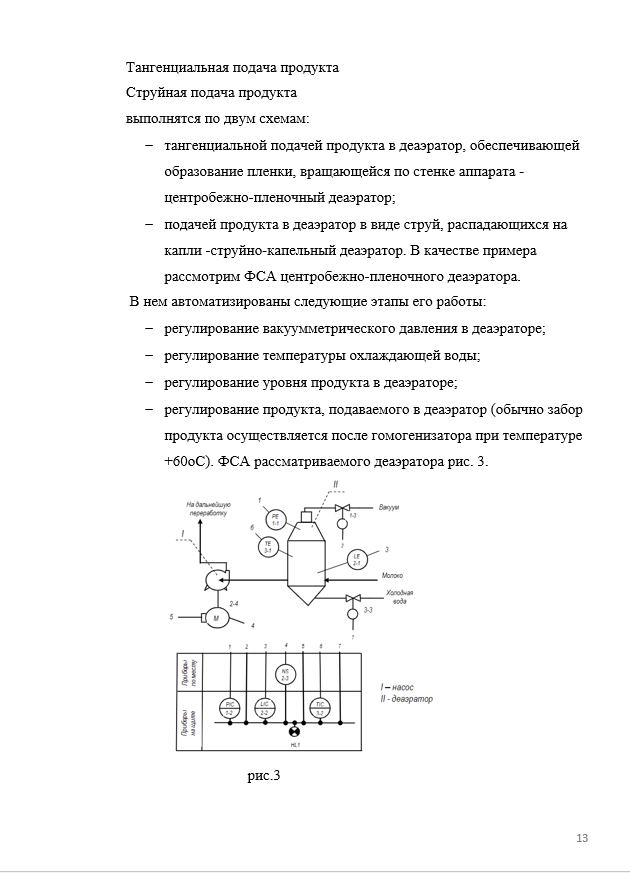 Тангенциальная подача продукта
Струйная подача продукта
выполнятся по двум схемам:
– тангенциальной подачей продукта в деаэратор, обеспечивающей
образование пленки, вращающейся по стенке аппарата -
центробежно-пленочный деаэратор;
– подачей продукта в деаэратор в виде струй, распадающихся на
капли -струйно-капельный деаэратор. В качестве примера
рассмотрим ФСА центробежно-пленочного деаэратора.
В нем автоматизированы следующие этапы его работы:
– регулирование вакуумметрического давления в деаэраторе;
– регулирование температуры охлаждающей воды;
– регулирование уровня продукта в деаэраторе;
– регулирование продукта, подаваемого в деаэратор (обычно забор
продукта осуществляется после гомогенизатора при температуре
+60оС). ФСА рассматриваемого деаэратора рис. 3.
II
1
На дальнейшую
переработку
PE
1-1
1-3
Вакуум
I
6
TE
3-1
1
LE
2-1
3
Молоко
Холодная
вода
2-4
3-3
5
M
4
1
1 2 3 4 5 6 7
Приборы
по месту
NS
2-3
I – насос
II - деаэратор
Приборы
на щите
PIC
1-2
LIC
2-2
TIC
3-2
HL1
рис.3
13